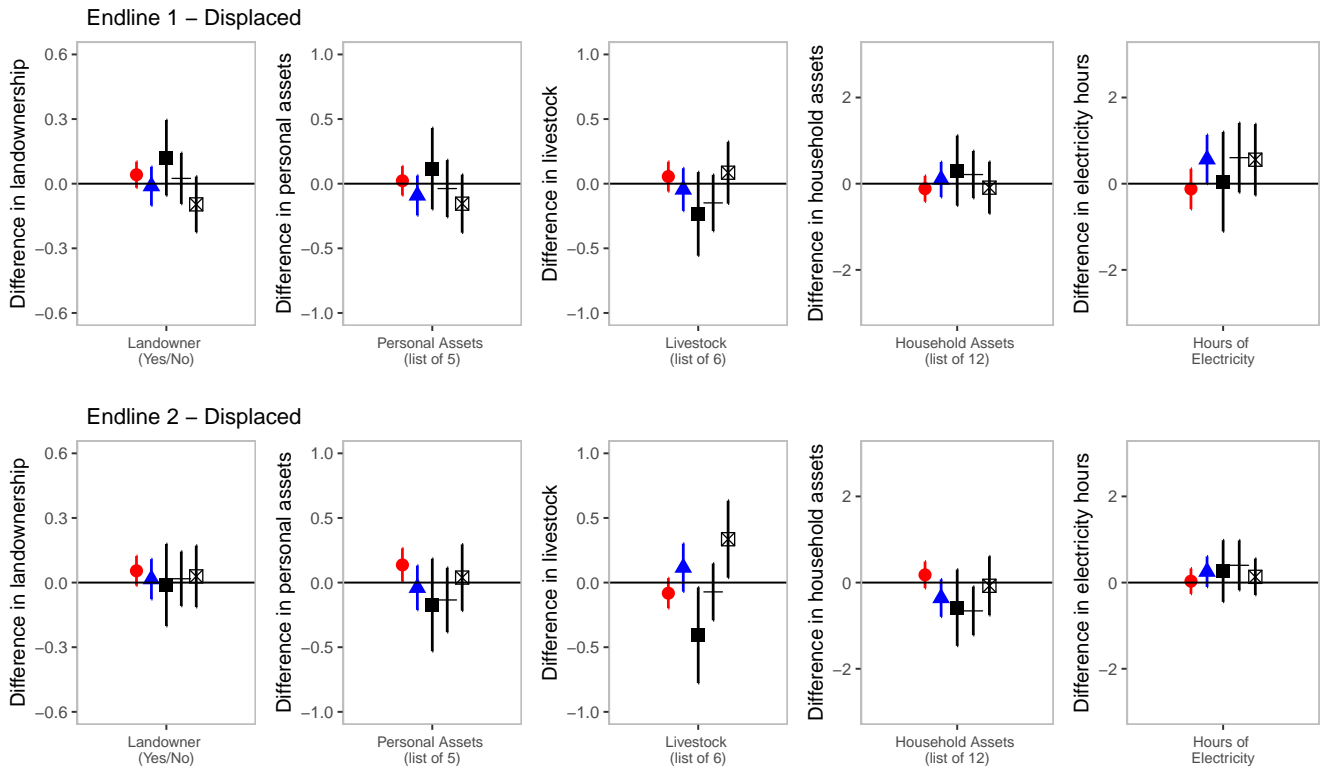 Endline 1 – Displaced
Difference in landownership
0.6
0.3
0.0
−0.3
−0.6
Landowner
(Yes/No)
Difference in personal assets
1.0
0.5
0.0
−0.5
−1.0
Personal Assets
(list of 5)
Difference in livestock
1.0
0.5
0.0
−0.5
−1.0
Livestock
(list of 6)
Difference in household assets
2
0
−2
Household Assets
(list of 12)
Difference in electricity hours
2
0
−2
Hours of
Electricity
Endline 2 – Displaced
Difference in landownership
0.6
0.3
0.0
−0.3
−0.6
Landowner
(Yes/No)
Difference in personal assets
1.0
0.5
0.0
−0.5
−1.0
Personal Assets
(list of 5)
Difference in livestock
1.0
0.5
0.0
−0.5
−1.0
Livestock
(list of 6)
Difference in household assets
2
0
−2
Household Assets
(list of 12)
Difference in electricity hours
2
0
−2
Hours of
Electricity